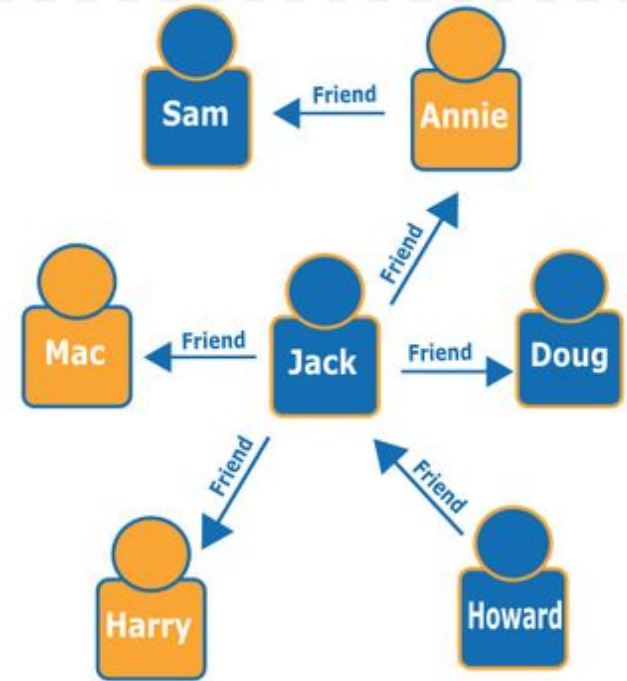 Sam
Friend
Annie
Friend
Mac
Friend
Jack
Friend
Doug
Friend
Friend
Harry
Howard